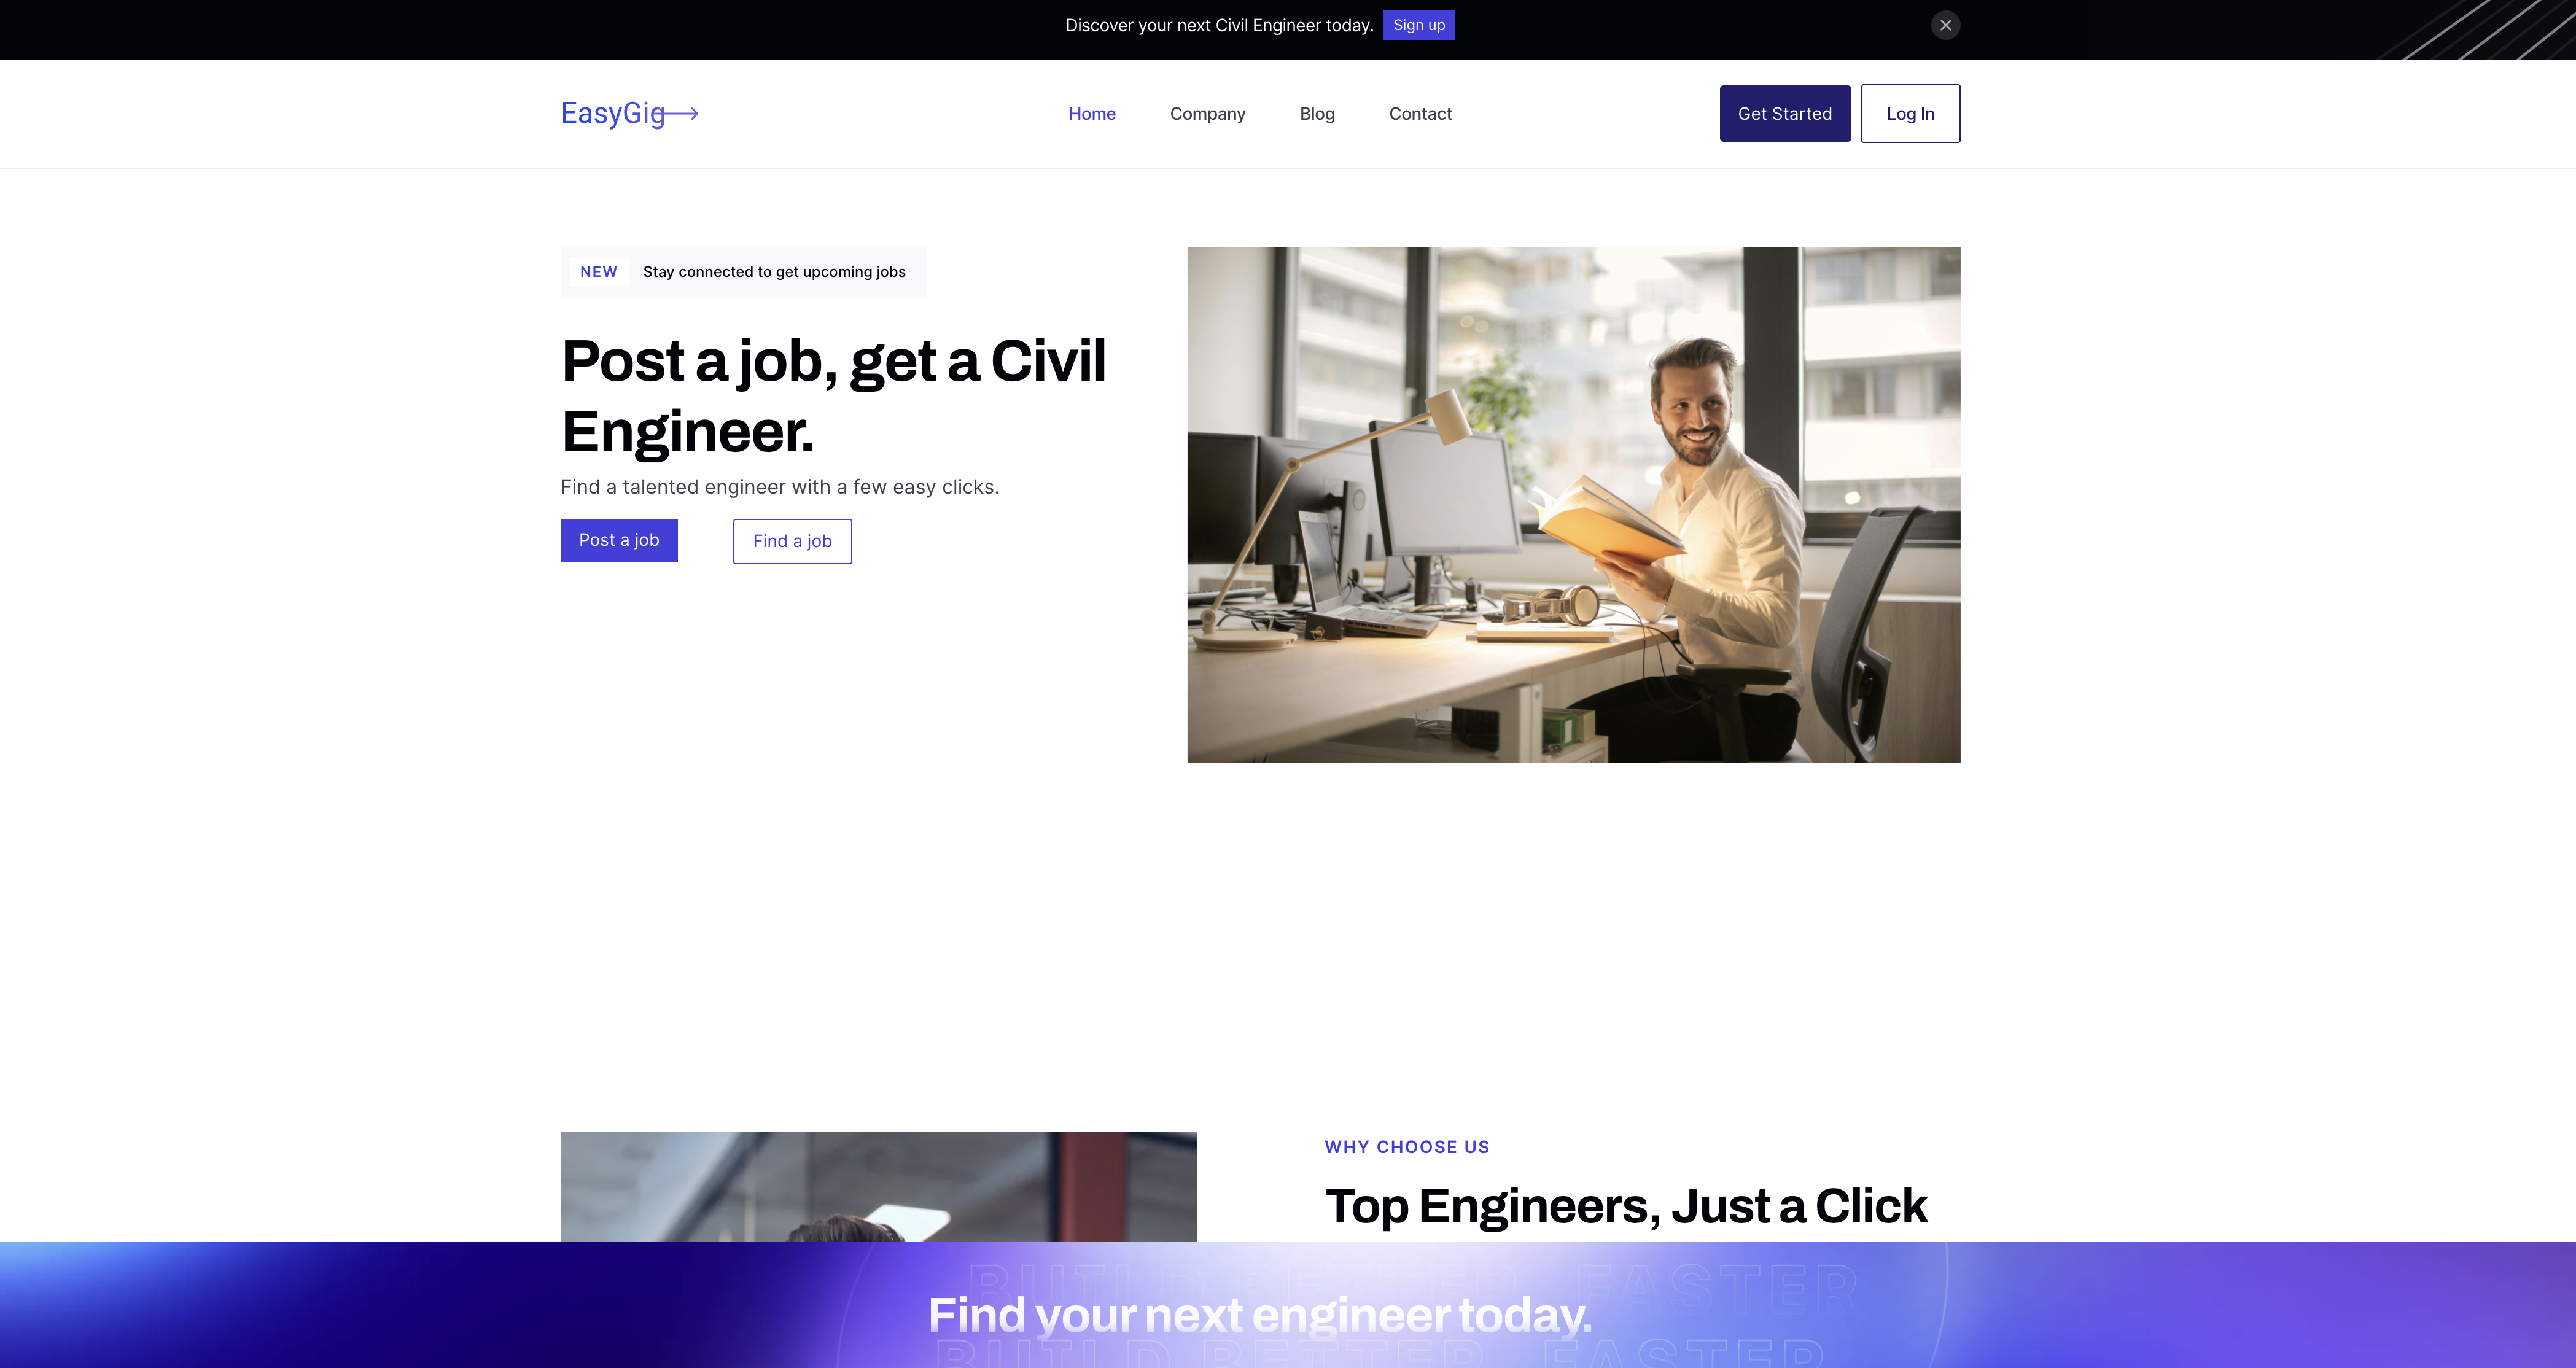 Discover your next Civil Engineer today. Sign up
EasyGig
Home Company Blog Contact
Get Started Log In
NEW Stay connected to get upcoming jobs
Post a job, get a Civil
Engineer.
Find a talented engineer with a few easy clicks.
Post a job Find a job
WHY CHOOSE US
Top Engineers, Just a Click
BUILD BETTER, FASTER
Find your next engineer today.
BUILD BETTER, FASTER